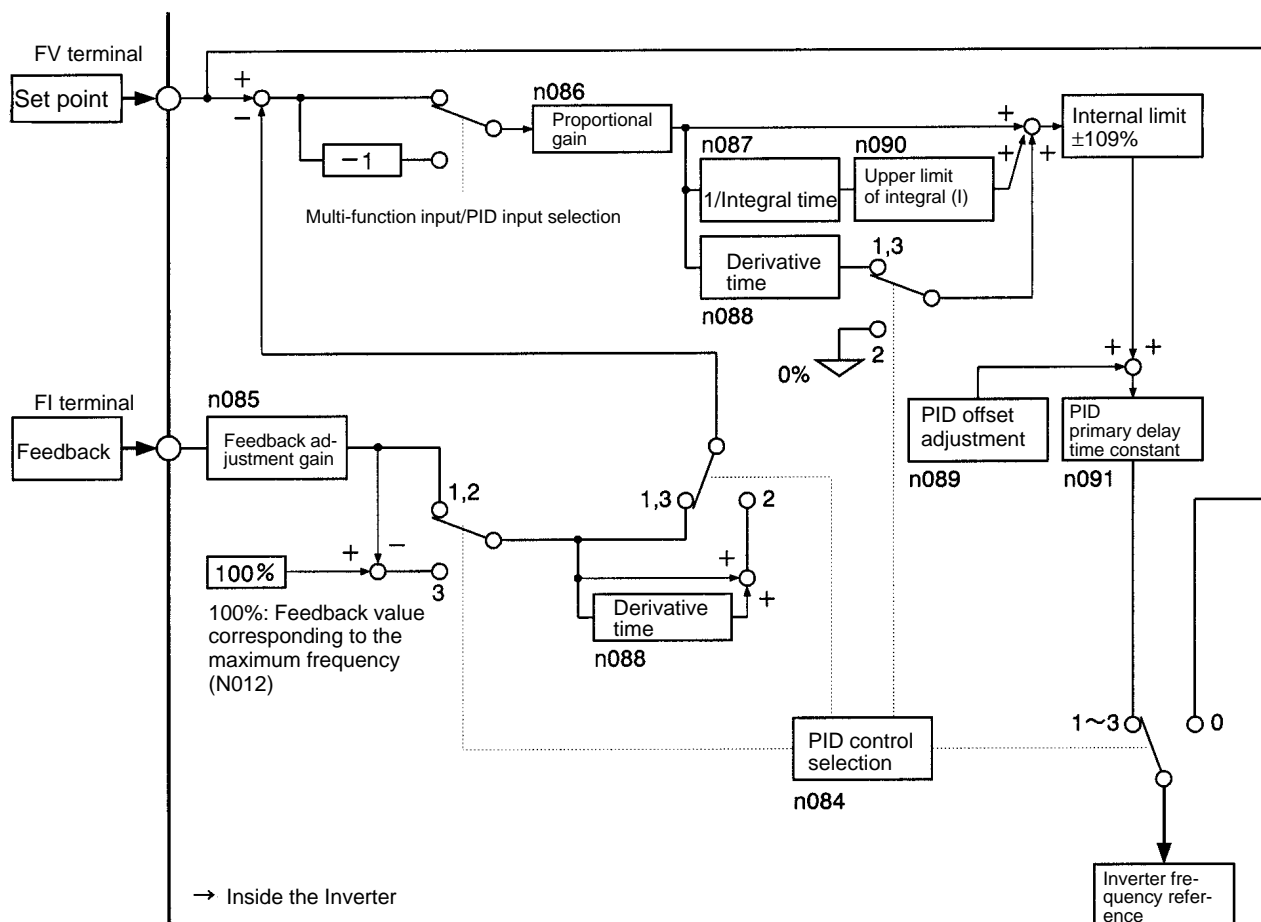 FV terminal
Set point
+
−
−1
Multi-function input/PID input selection
n086
Proportional
gain
n087
1/Integral time
n090
Upper limit
of integral (I)
+
+
+
Internal limit
±109%
Derivative
time
n088
1,3
2
0%
+
+
PID offset
adjustment
n089
PID
primary delay
time constant
n091
FI terminal
Feedback
n085
Feedback ad-
justment gain
1,2
100%
+
−
3
100%: Feedback value
corresponding to the
maximum frequency
(N012)
1,3
2
+
+
Derivative
time
n088
PID control
selection
n084
1～3
0
Inverter fre-
quency refer-
ence
→ Inside the Inverter